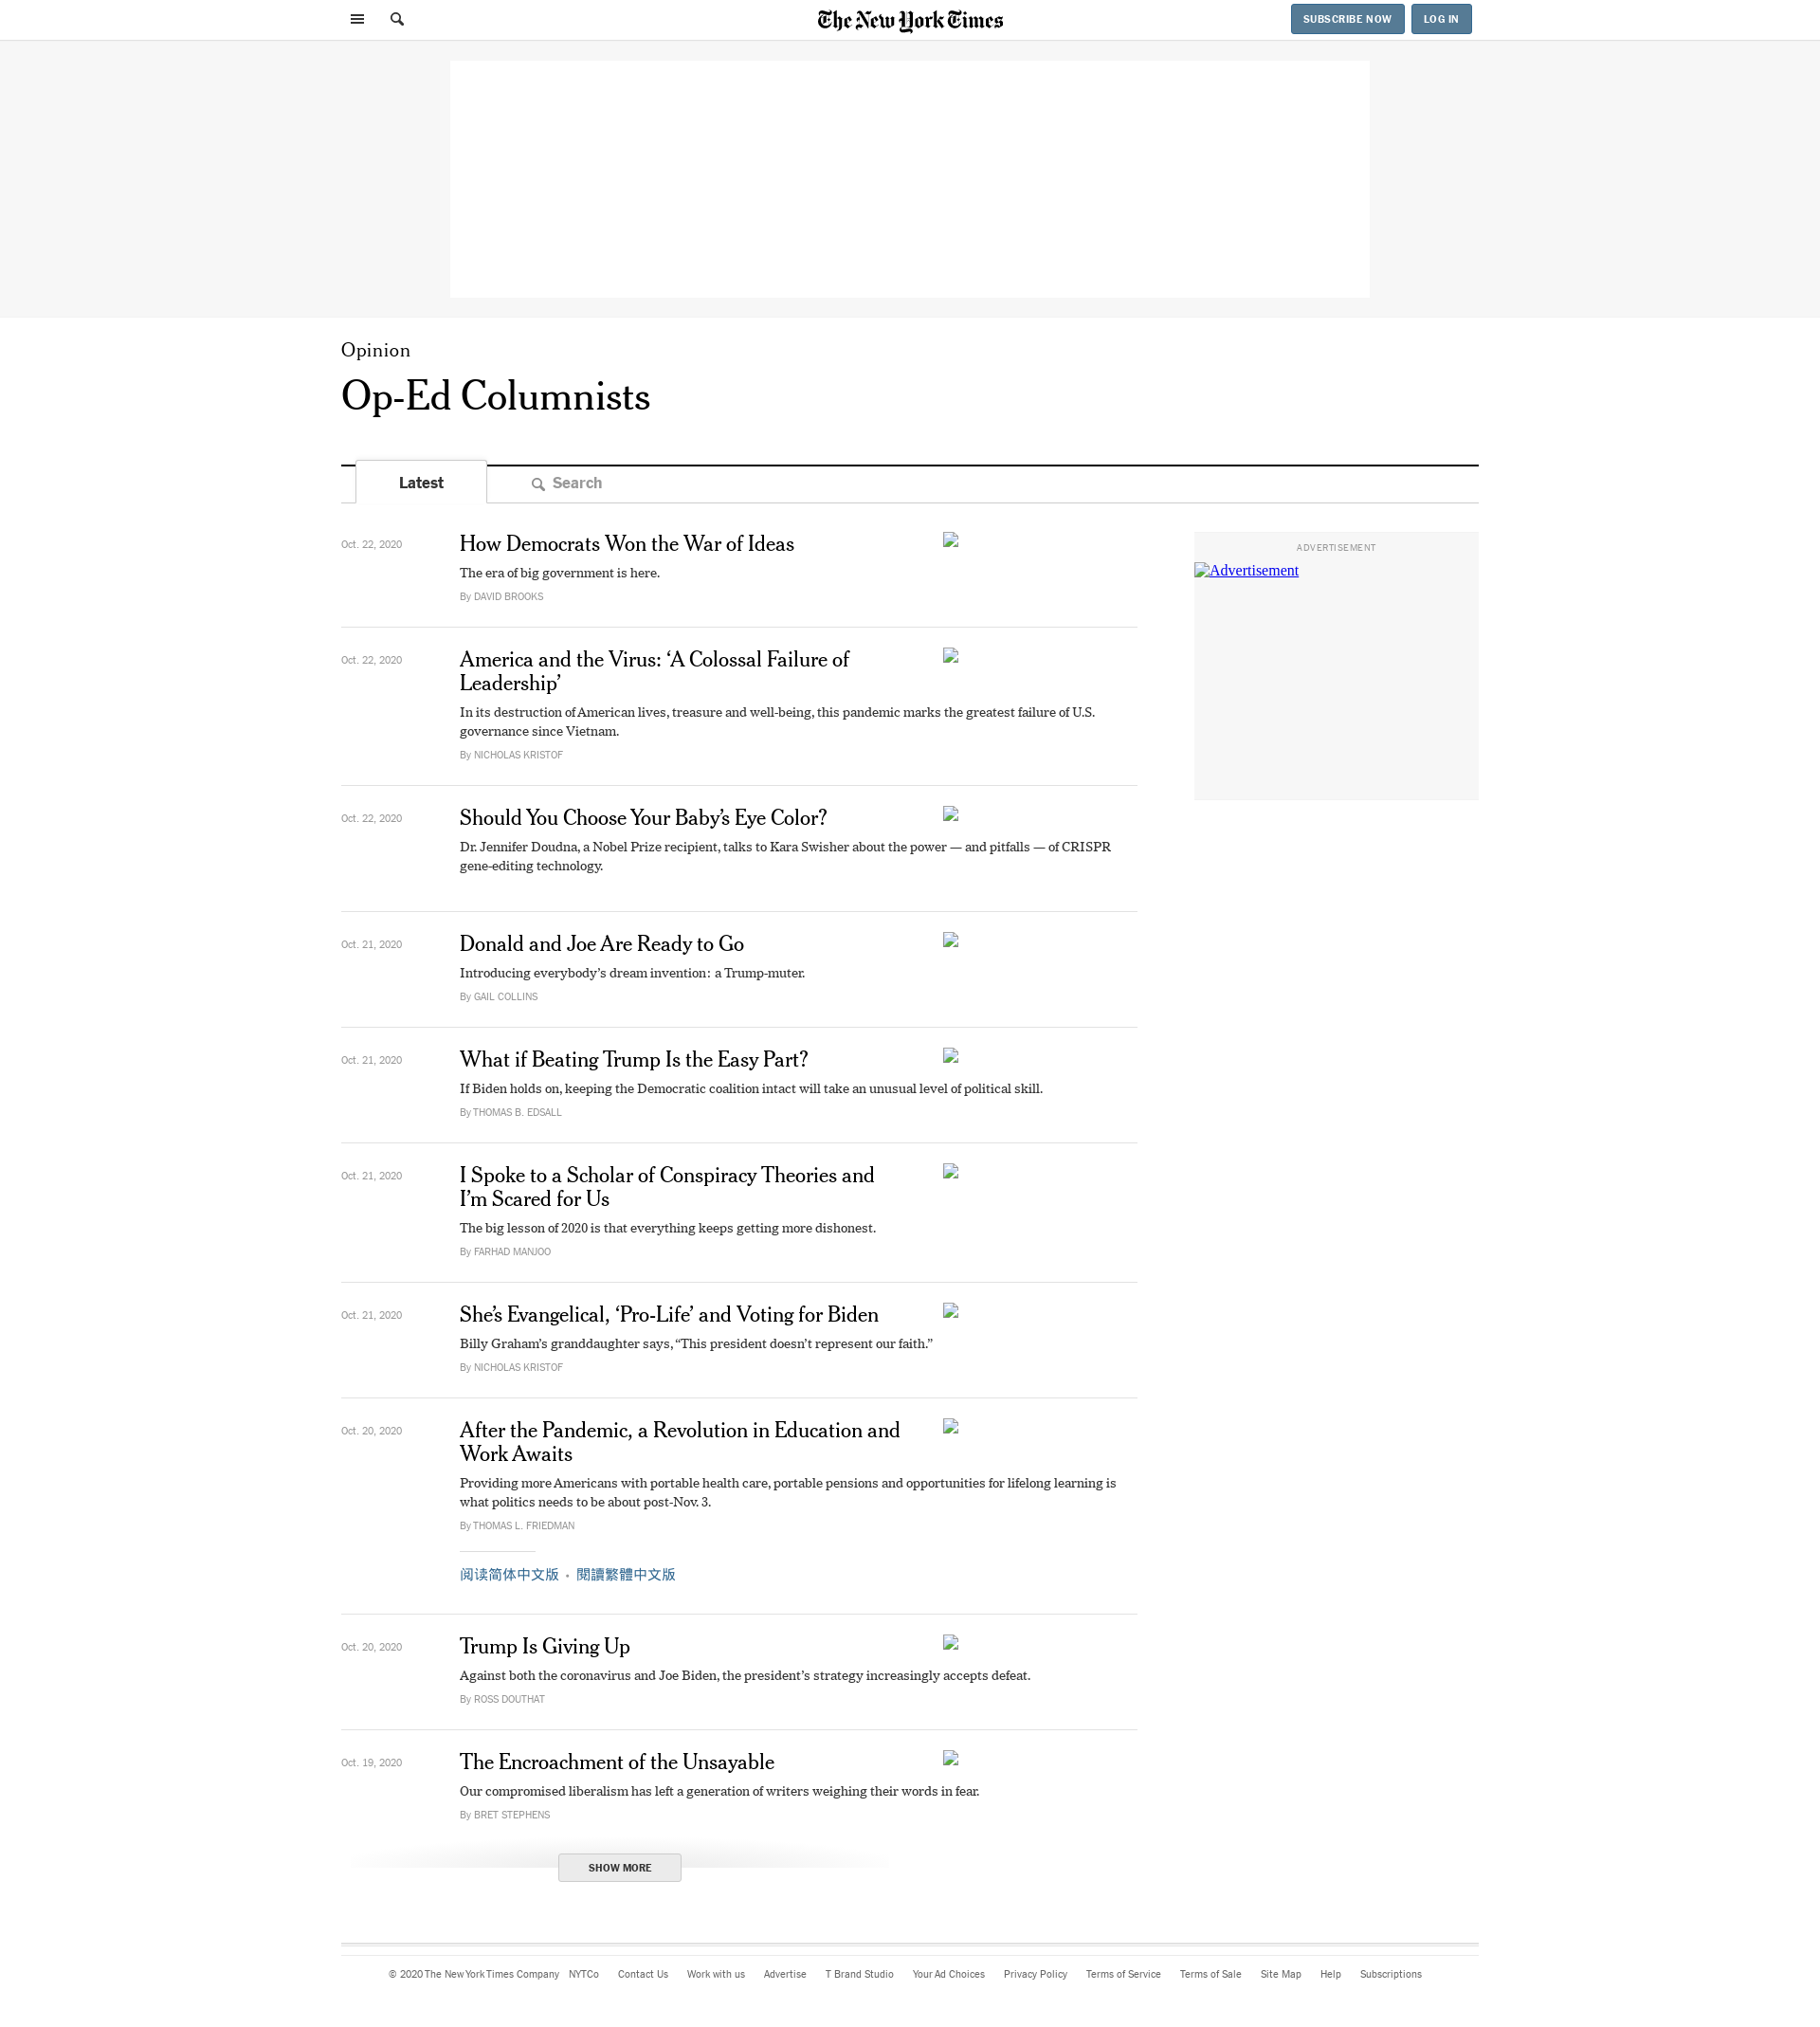 The New York Times
SUBSCRIBE NOW
LOG IN
Opinion
Op-Ed Columnists
Latest
Search
Oct. 22, 2020
How Democrats Won the War of Ideas
The era of big government is here.
By DAVID BROOKS
ADVERTISEMENT
Advertisement
Oct. 22, 2020
America and the Virus: ‘A Colossal Failure of
Leadership’
In its destruction of American lives, treasure and well-being, this pandemic marks the greatest failure of U.S.
governance since Vietnam.
By NICHOLAS KRISTOF
Oct. 22, 2020
Should You Choose Your Baby’s Eye Color?
Dr. Jennifer Doudna, a Nobel Prize recipient, talks to Kara Swisher about the power — and pitfalls — of CRISPR
gene-editing technology.
Oct. 21, 2020
Donald and Joe Are Ready to Go
Introducing everybody’s dream invention: a Trump-muter.
By GAIL COLLINS
Oct. 21, 2020
What if Beating Trump Is the Easy Part?
If Biden holds on, keeping the Democratic coalition intact will take an unusual level of political skill.
By THOMAS B. EDSALL
Oct. 21, 2020
I Spoke to a Scholar of Conspiracy Theories and
I’m Scared for Us
The big lesson of 2020 is that everything keeps getting more dishonest.
By FARHAD MANJOO
Oct. 21, 2020
She’s Evangelical, ‘Pro-Life’ and Voting for Biden
Billy Graham’s granddaughter says, “This president doesn’t represent our faith.”
By NICHOLAS KRISTOF
Oct. 20, 2020
After the Pandemic, a Revolution in Education and
Work Awaits
Providing more Americans with portable health care, portable pensions and opportunities for lifelong learning is
what politics needs to be about post-Nov. 3.
By THOMAS L. FRIEDMAN
阅读简体中文版 • 閱讀繁體中文版
Oct. 20, 2020
Trump Is Giving Up
Against both the coronavirus and Joe Biden, the president’s strategy increasingly accepts defeat.
By ROSS DOUTHAT
Oct. 19, 2020
The Encroachment of the Unsayable
Our compromised liberalism has left a generation of writers weighing their words in fear.
By BRET STEPHENS
SHOW MORE
© 2020 The New York Times Company NYTCo Contact Us Work with us Advertise T Brand Studio Your Ad Choices Privacy Policy Terms of Service Terms of Sale Site Map Help Subscriptions